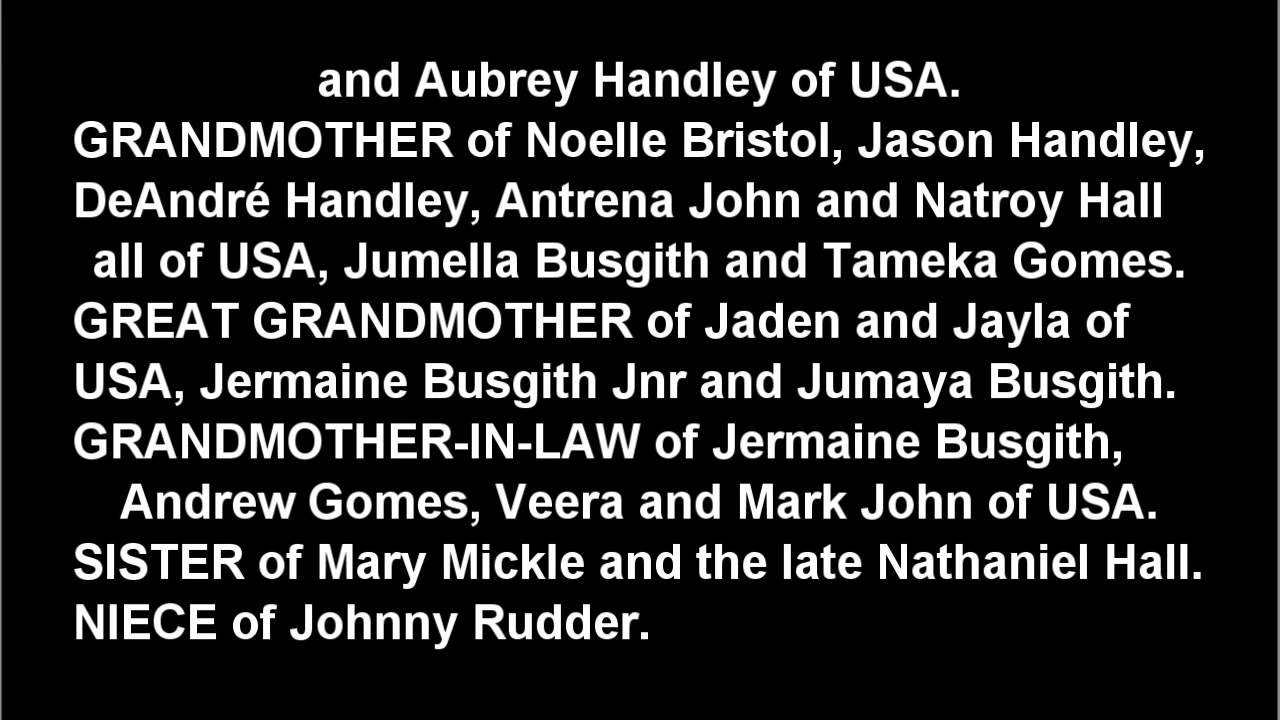 and Aubrey Handley of USA.
GRANDMOTHER of Noelle Bristol, Jason Handley,
DeAndré Handley, Antrena John and Natroy Hall
all of USA, Jumella Busgith and Tameka Gomes.
GREAT GRANDMOTHER of Jaden and Jayla of
USA, Jermaine Busgith Jnr and Jumaya Busgith.
GRANDMOTHER-IN-LAW of Jermaine Busgith,
Andrew Gomes, Veera and Mark John of USA.
SISTER of Mary Mickle and the late Nathaniel Hall.
NIECE of Johnny Rudder.